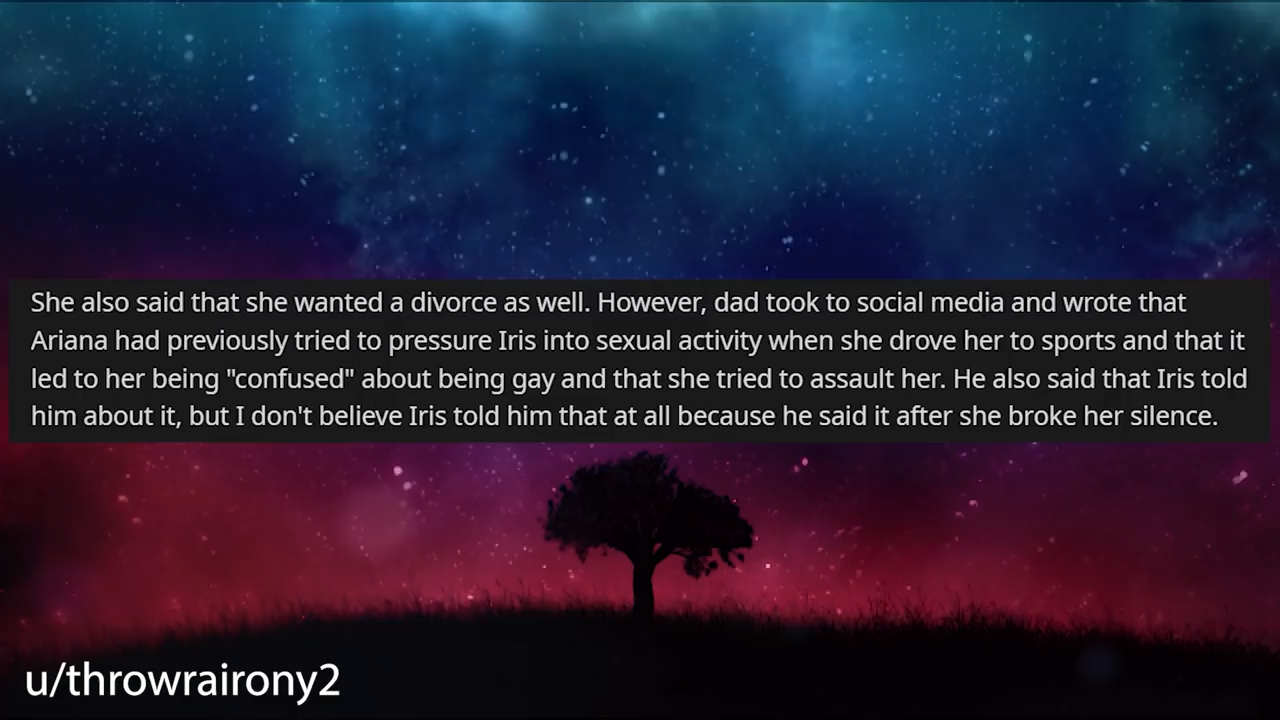 She also said that she wanted a divorce as well. However, dad took to social media and wrote that
Ariana had previously tried to pressure Iris into sexual activity when she drove her to sports and that it
led to her being "confused" about being gay and that she tried to assault her. He also said that Iris told
him about it, but I don't believe Iris told him that at all because he said it after she broke her silence.
u/throwrairony2